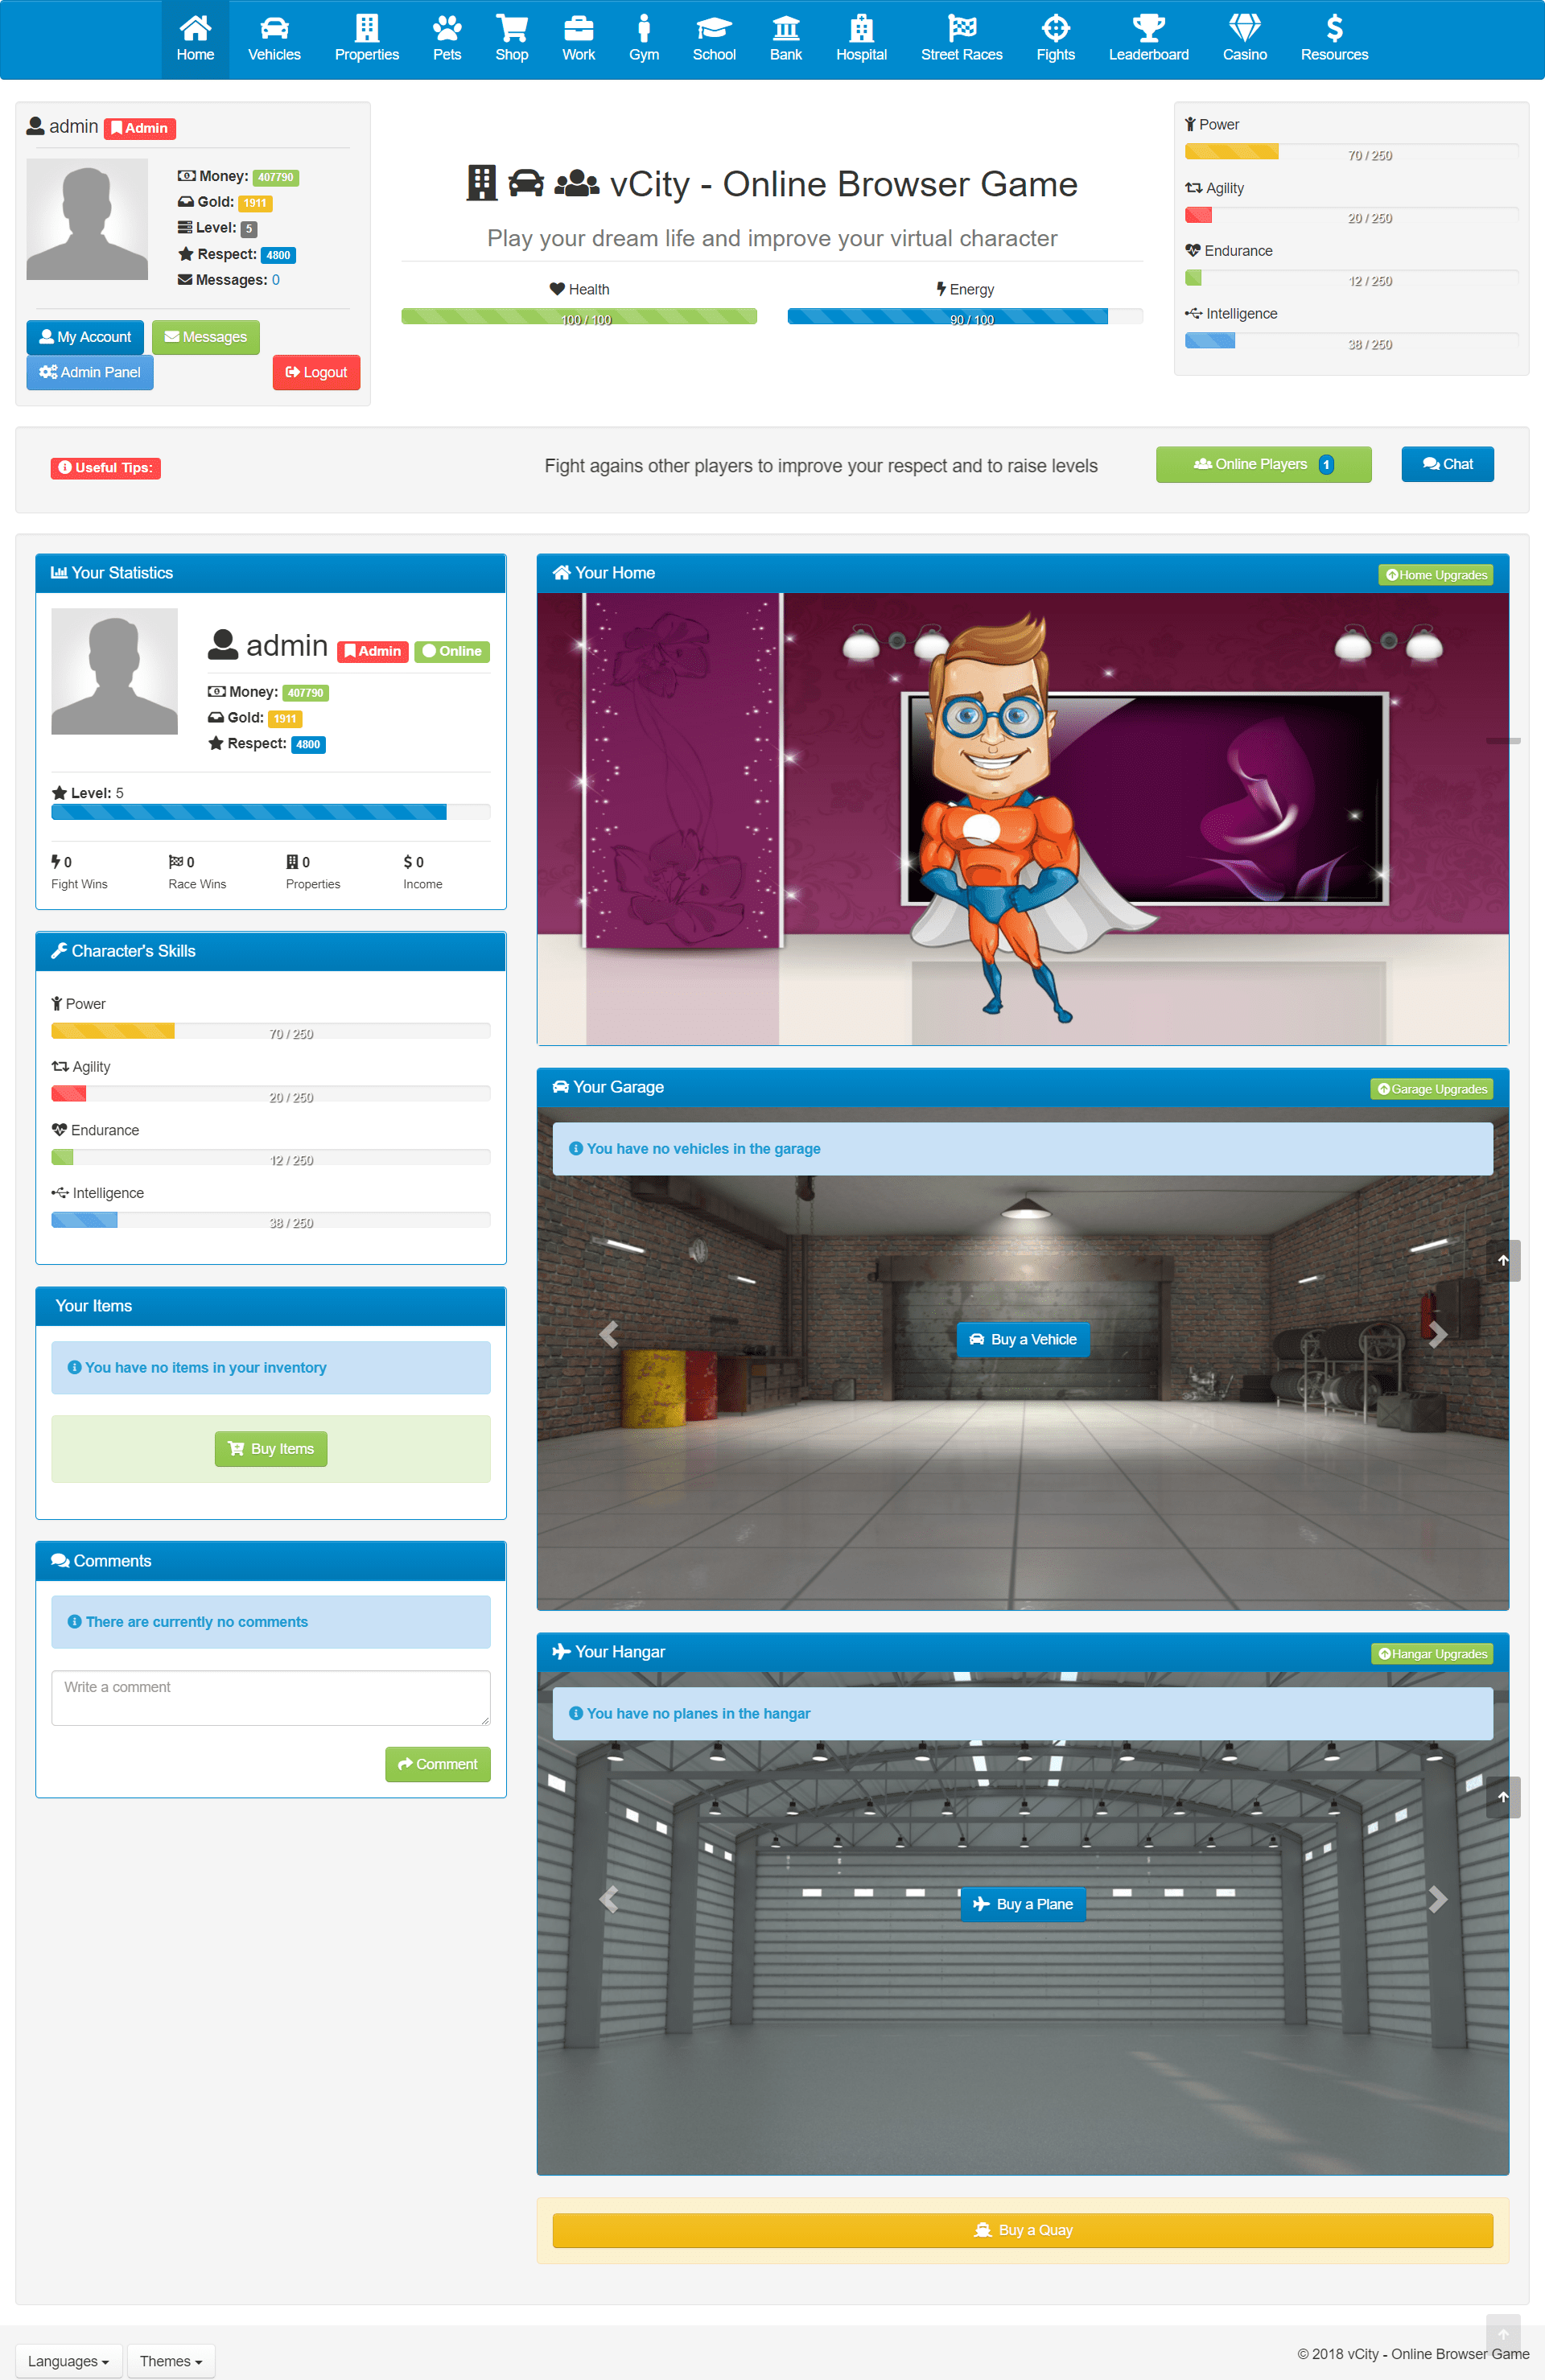 Home Vehicles Properties Pets Shop Work Gym School Bank Hospital Street Races Fights Leaderboard Casino Resources
admin Admin
Money: 407790
Gold: 1911
Level: 5
Respect: 4800
Messages: 0
My Account Messages
Admin Panel Logout
vCity - Online Browser Game
Play your dream life and improve your virtual character
Health Energy
100 / 100 90 / 100
Power
70 / 250
Agility
20 / 250
Endurance
12 / 250
Intelligence
38 / 250
Useful Tips: Fight agains other players to improve your respect and to raise levels Online Players 1 Chat
Your Statistics
admin Admin Online
Money: 407790
Gold: 1911
Respect: 4800
Level: 5
0 0 0 0
Fight Wins Race Wins Properties Income
Character's Skills
Power
70 / 250
Agility
20 / 250
Endurance
12 / 250
Intelligence
38 / 250
Your Items
You have no items in your inventory
Buy Items
Comments
There are currently no comments
Write a comment
Comment
Your Home Home Upgrades
Your Garage Garage Upgrades
You have no vehicles in the garage
Buy a Vehicle
Your Hangar Hangar Upgrades
You have no planes in the hangar
Buy a Plane
Buy a Quay
Languages Themes
© 2018 vCity - Online Browser Game